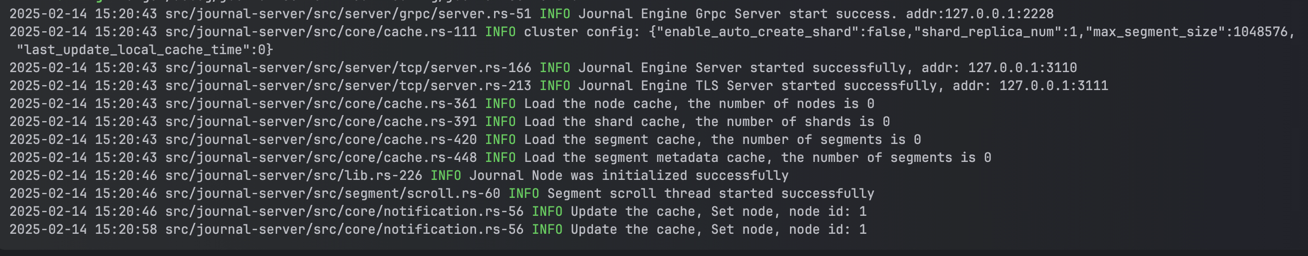 2025-02-14 15:20:43 src/journal-server/src/server/grpc/server.rs-51 INFO Journal Engine Grpc Server start success. addr:127.0.0.1:2228
2025-02-14 15:20:43 src/journal-server/src/core/cache.rs-111 INFO cluster config: {"enable_auto_create_shard":false,"shard_replica_num":1,"max_segment_size":1048576,
"last_update_local_cache_time":0}
2025-02-14 15:20:43 src/journal-server/src/server/tcp/server.rs-166 INFO Journal Engine Server started successfully, addr: 127.0.0.1:3110
2025-02-14 15:20:43 src/journal-server/src/server/tcp/server.rs-213 INFO Journal Engine TLS Server started successfully, addr: 127.0.0.1:3111
2025-02-14 15:20:43 src/journal-server/src/core/cache.rs-361 INFO Load the node cache, the number of nodes is 0
2025-02-14 15:20:43 src/journal-server/src/core/cache.rs-391 INFO Load the shard cache, the number of shards is 0
2025-02-14 15:20:43 src/journal-server/src/core/cache.rs-420 INFO Load the segment cache, the number of segments is 0
2025-02-14 15:20:43 src/journal-server/src/core/cache.rs-448 INFO Load the segment metadata cache, the number of segments is 0
2025-02-14 15:20:46 src/journal-server/src/lib.rs-226 INFO Journal Node was initialized successfully
2025-02-14 15:20:46 src/journal-server/src/segment/scroll.rs-60 INFO Segment scroll thread started successfully
2025-02-14 15:20:46 src/journal-server/src/core/notification.rs-56 INFO Update the cache, Set node, node id: 1
2025-02-14 15:20:58 src/journal-server/src/core/notification.rs-56 INFO Update the cache, Set node, node id: 1